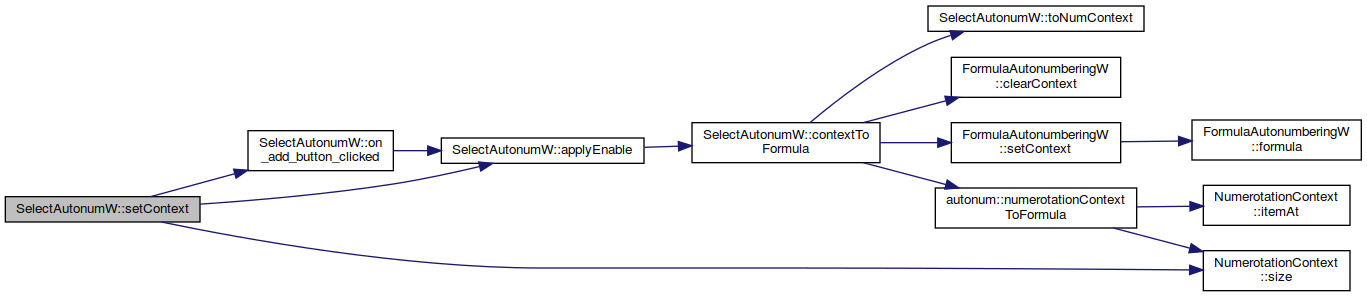 SelectAutonumW::toNumContext
FormulaAutonumberingW
::clearContext
SelectAutonumW::on
_add_button_clicked
SelectAutonumW::applyEnable
SelectAutonumW::contextTo
Formula
FormulaAutonumberingW
::setContext
FormulaAutonumberingW
::formula
SelectAutonumW::setContext
autonum::numerotationContext
ToFormula
NumerotationContext
::itemAt
NumerotationContext
::size